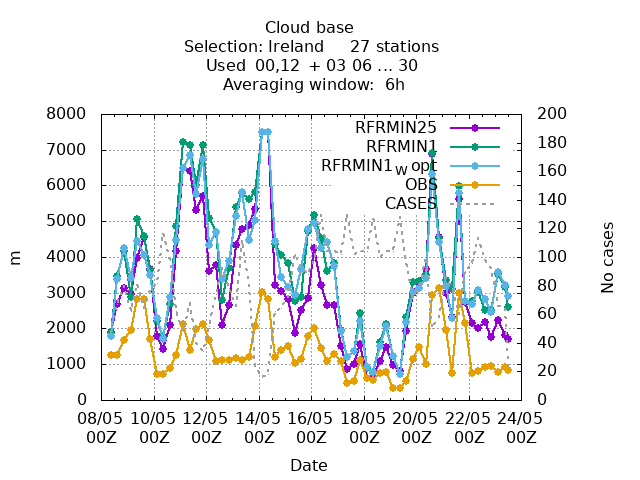 Cloud base
Selection: Ireland 27 stations
Used 00,12 + 03 06 ... 30
Averaging window: 6h
8000
7000
6000
5000
4000
3000
2000
1000
0
m
200
180
160
140
120
100
80
60
40
20
0
No cases
RFRMIN25
RFRMIN1
RFRMIN1w opt
OBS
CASES
08/05 10/05 12/05 14/05 16/05 18/05 20/05 22/05 24/05
00Z 00Z 00Z 00Z 00Z 00Z 00Z 00Z 00Z
Date